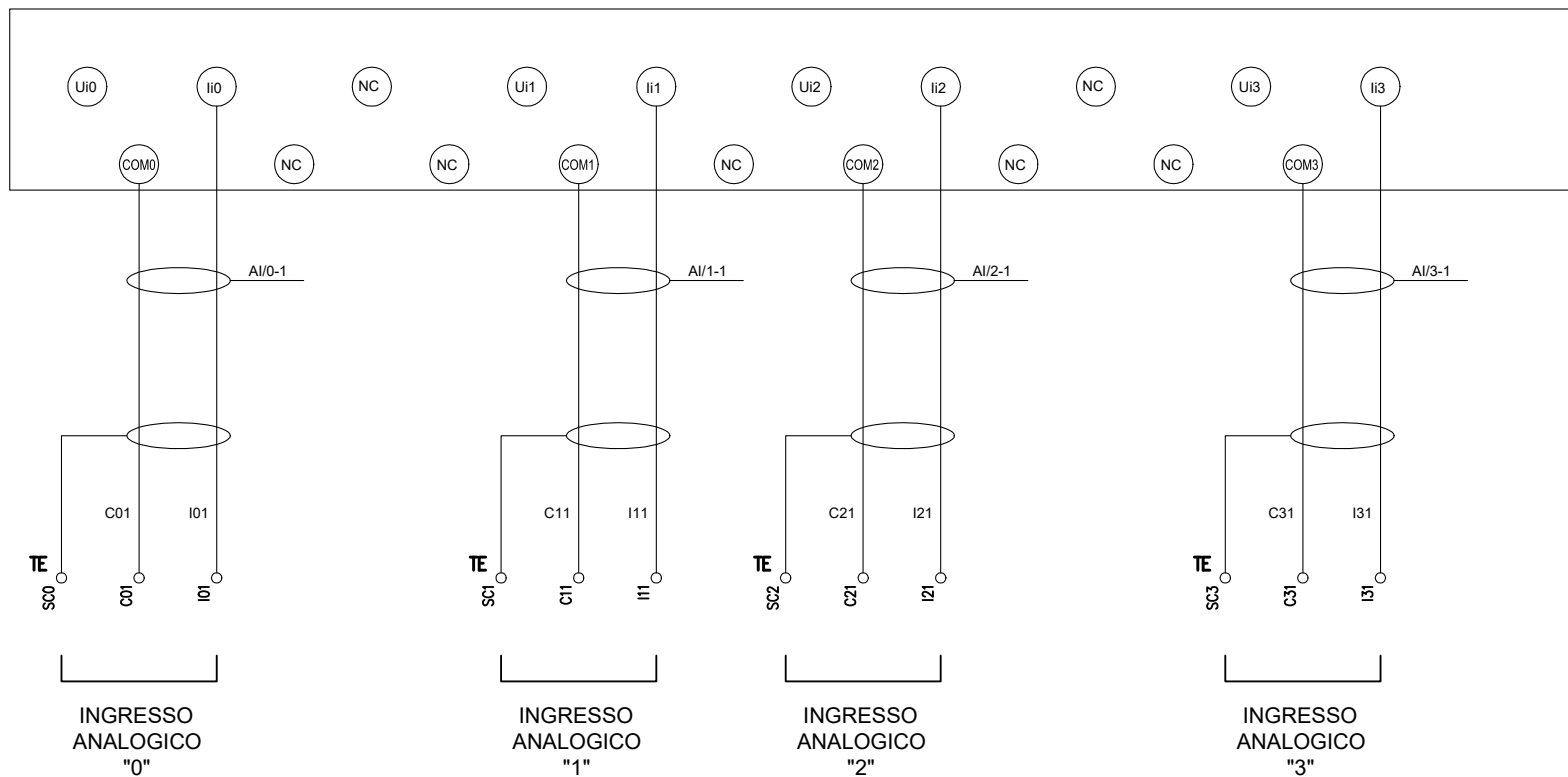 Ui0 Ii0 NC Ui1 Ii1 Ui2 Ii2 NC Ui3 Ii3
COM0 NC NC COM1 NC COM2 NC NC COM3
AI/0-1 AI/1-1 AI/2-1 AI/3-1
C01 I01 C11 I11 C21 I21 C31 I31
TE TE TE TE
SC0 C01 I01 SC1 C11 I11 SC2 C21 I21 SC3 C31 I31
INGRESSO
ANALOGICO
"0"
INGRESSO
ANALOGICO
"1"
INGRESSO
ANALOGICO
"2"
INGRESSO
ANALOGICO
"3"